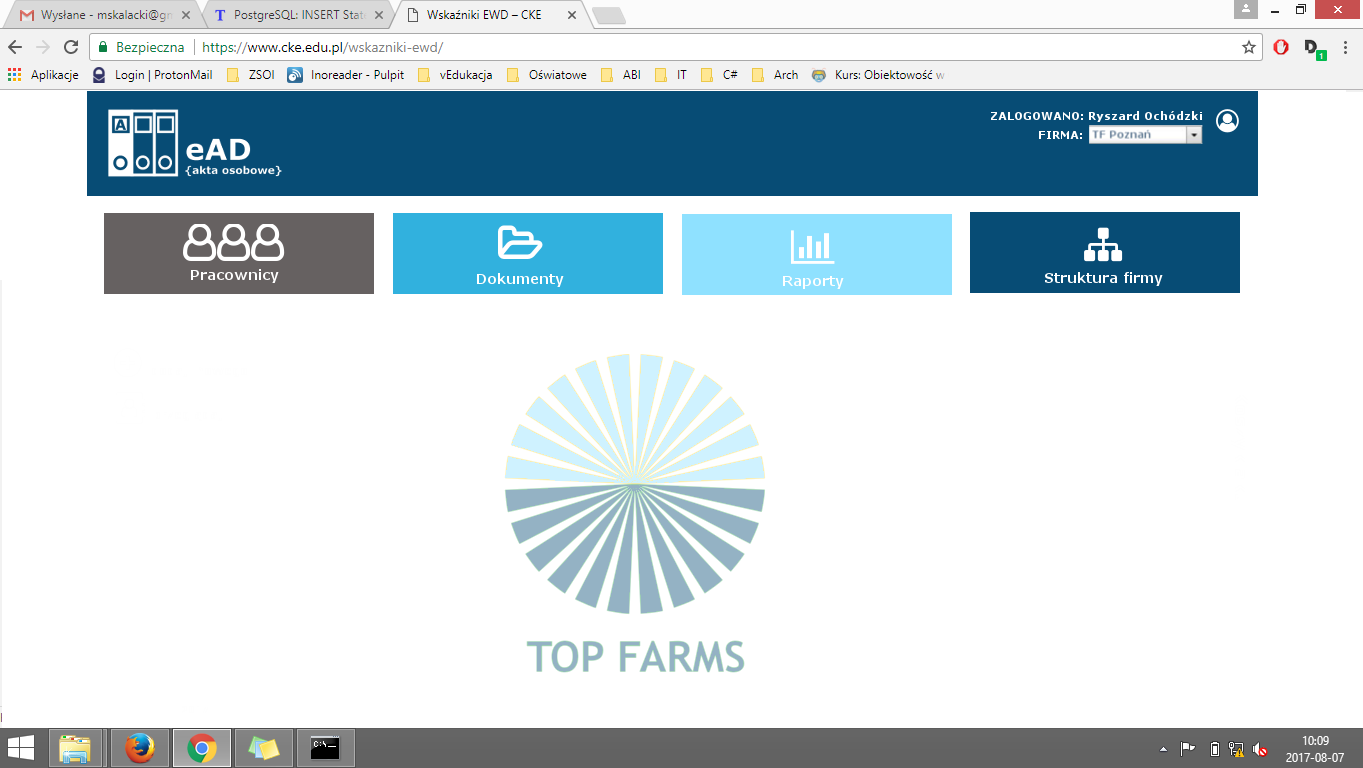 Wysłane - mskalacki@gm
PostgreSQL: INSERT State
Wskaźniki EWD – CKE
Bezpieczna
https://www.cke.edu.pl/wskazniki-ewd/
Aplikacje
Login | ProtonMail
ZSOI
Inoreader - Pulpit
vEdukacja
Oświatowe
ABI
IT
C#
Arch
Kurs: Obiektowość w
A
eAD
{akta osobowe}
ZALOGOWANO: Ryszard Ochódzki
FIRMA: TF Poznań
Pracownicy
Dokumenty
Raporty
Struktura firmy
TOP FARMS
10:09
2017-08-07